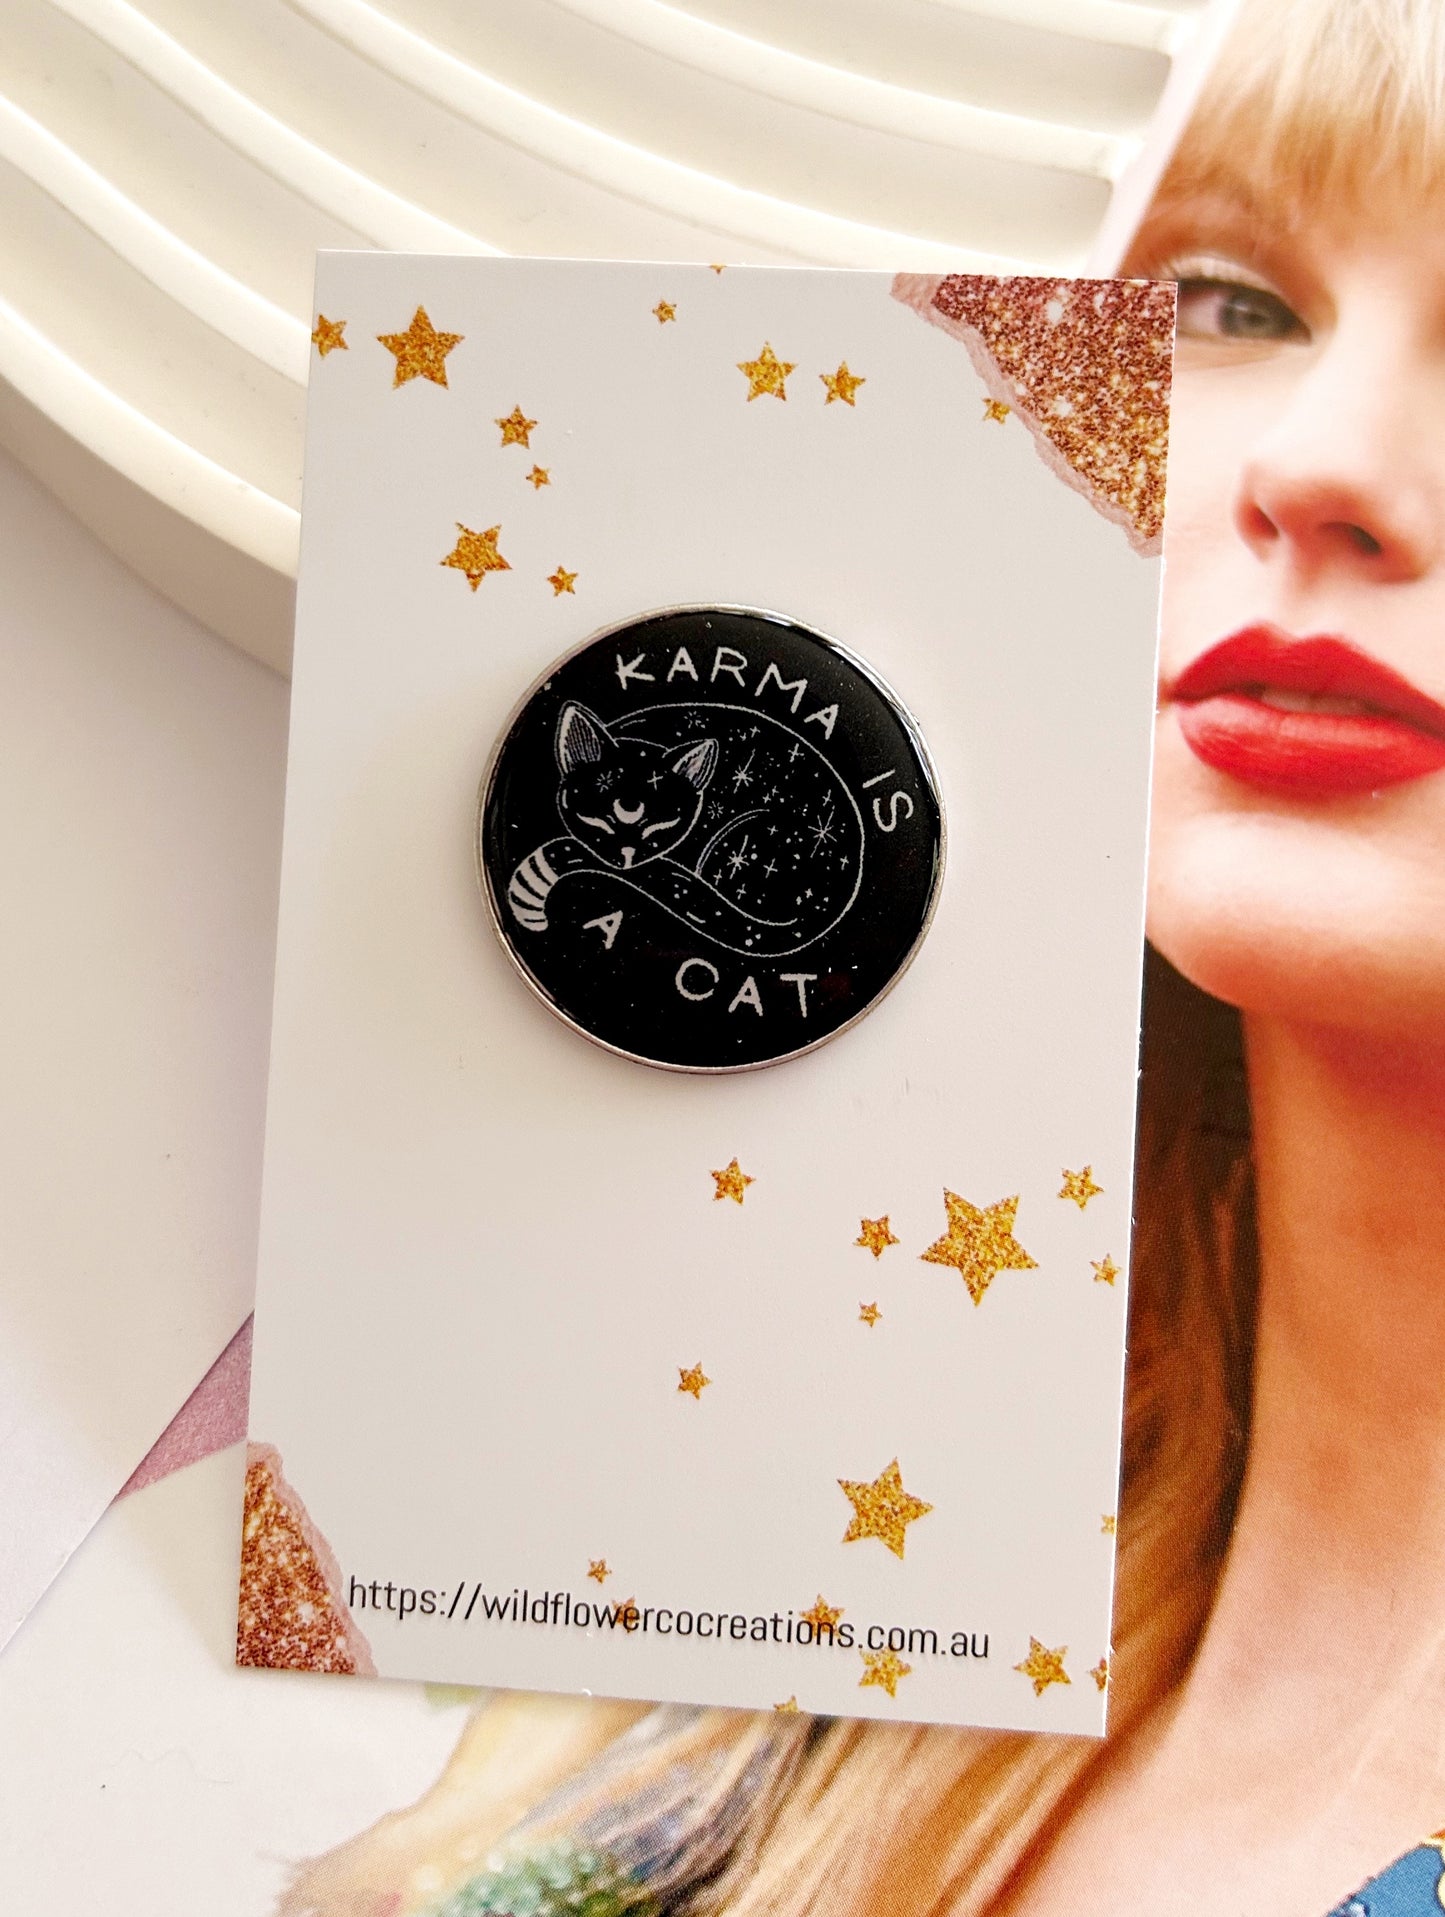 KARMA IS
A CAT
https://wildflowercocreations.com.au